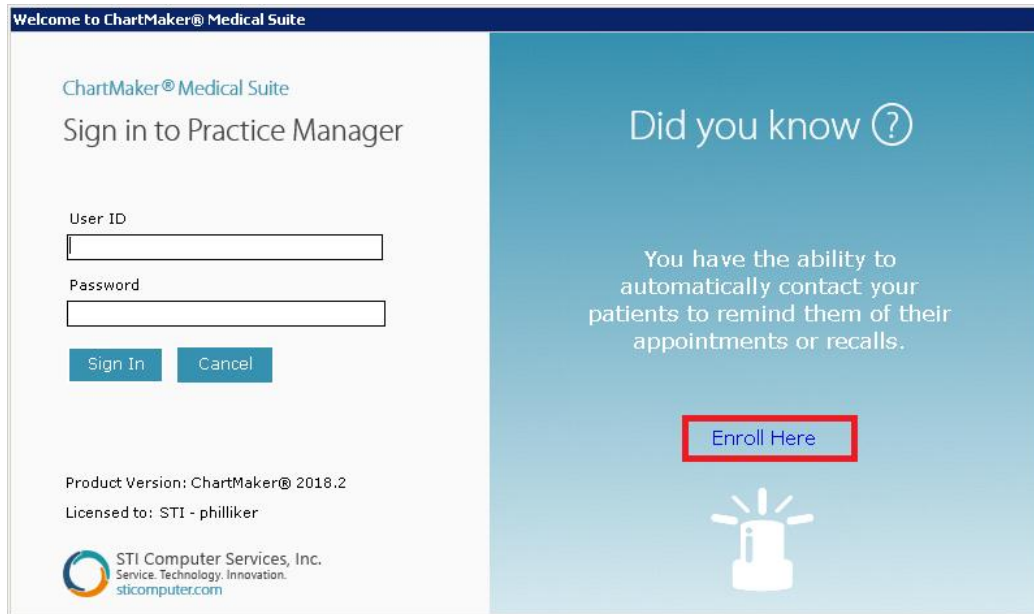 Welcome to ChartMaker® Medical Suite
ChartMaker® Medical Suite
Sign in to Practice Manager
User ID
Password
Sign In
Cancel
Product Version: ChartMaker® 2018.2
Licensed to: STI - philliker
STI Computer Services, Inc.
Service. Technology. Innovation.
sticomputer.com
Did you know ?
You have the ability to
automatically contact your
patients to remind them of their
appointments or recalls.
Enroll Here